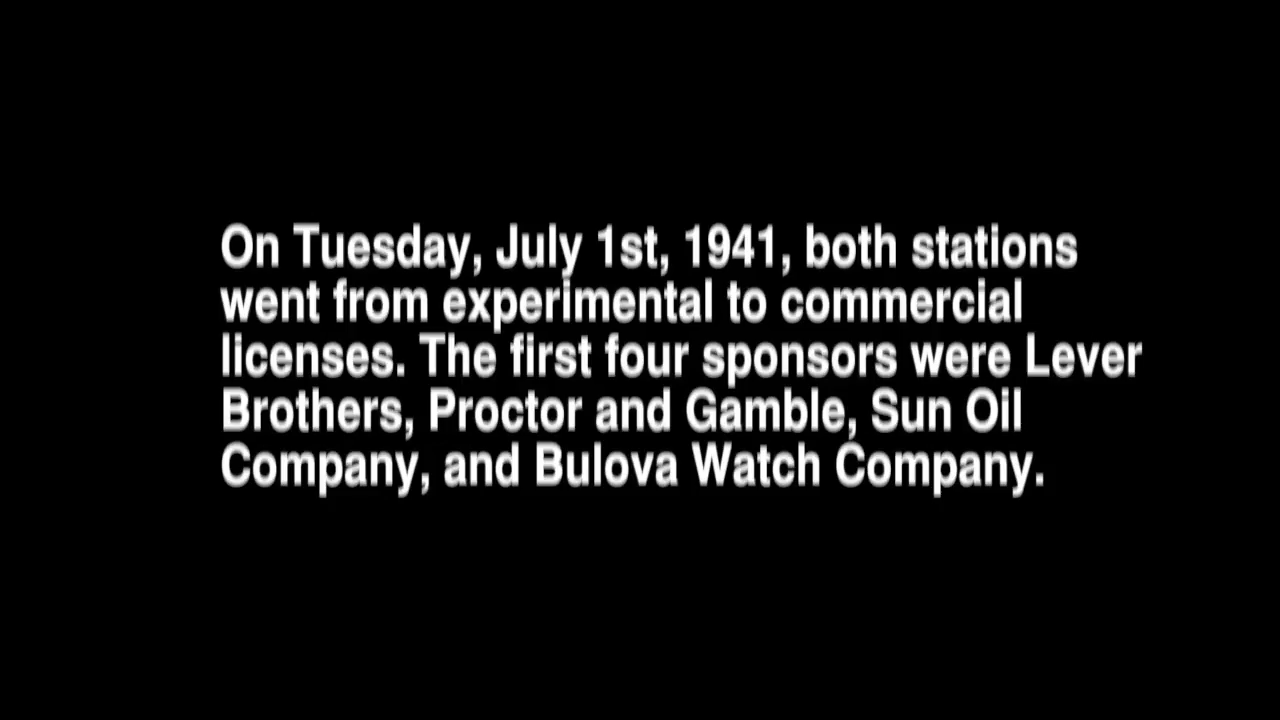 On Tuesday, July 1st, 1941, both stations
went from experimental to commercial
licenses. The first four sponsors were Lever
Brothers, Proctor and Gamble, Sun Oil
Company, and Bulova Watch Company.